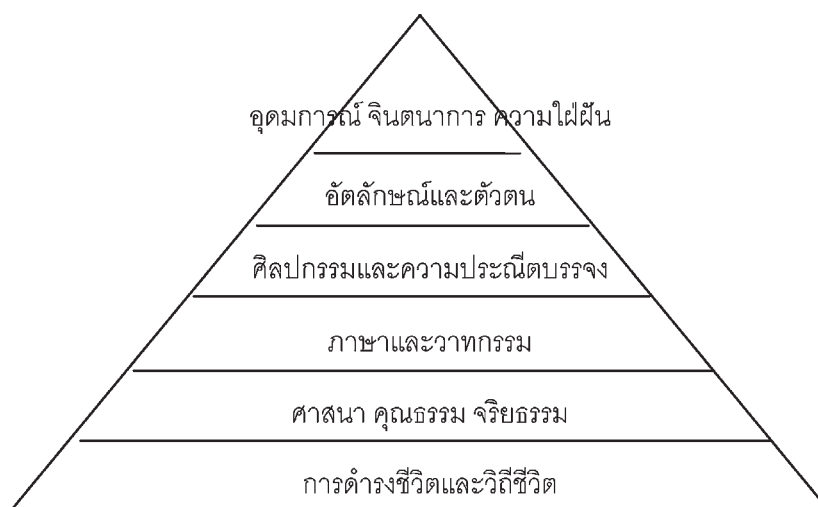 อุดมการณ์ จินตนาการ ความใฝ่ฝัน
อัตลักษณ์และตัวตน
ศิลปกรรมและความประณีตบรรจง
ภาษาและวาทกรรม
ศาสนา คุณธรรม จริยธรรม
การดำรงชีวิตและวิถีชีวิต